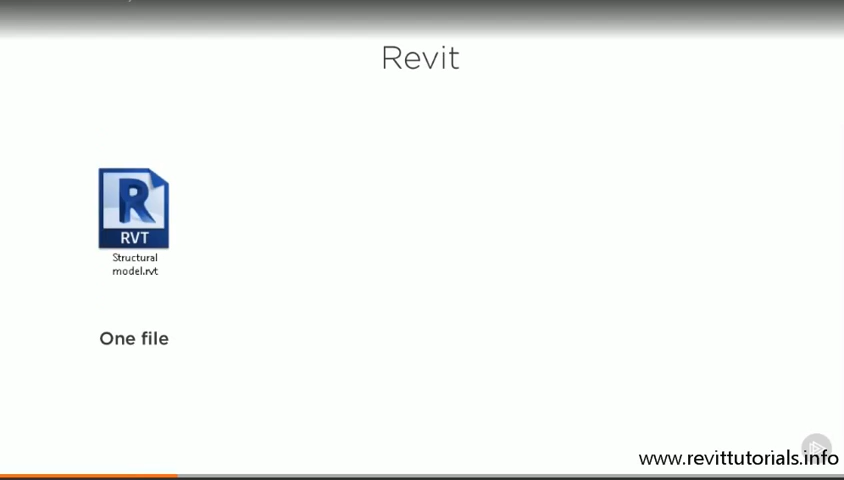 Revit
R
RVT
Structural
model.rvt
One file
www.revittutorials.info